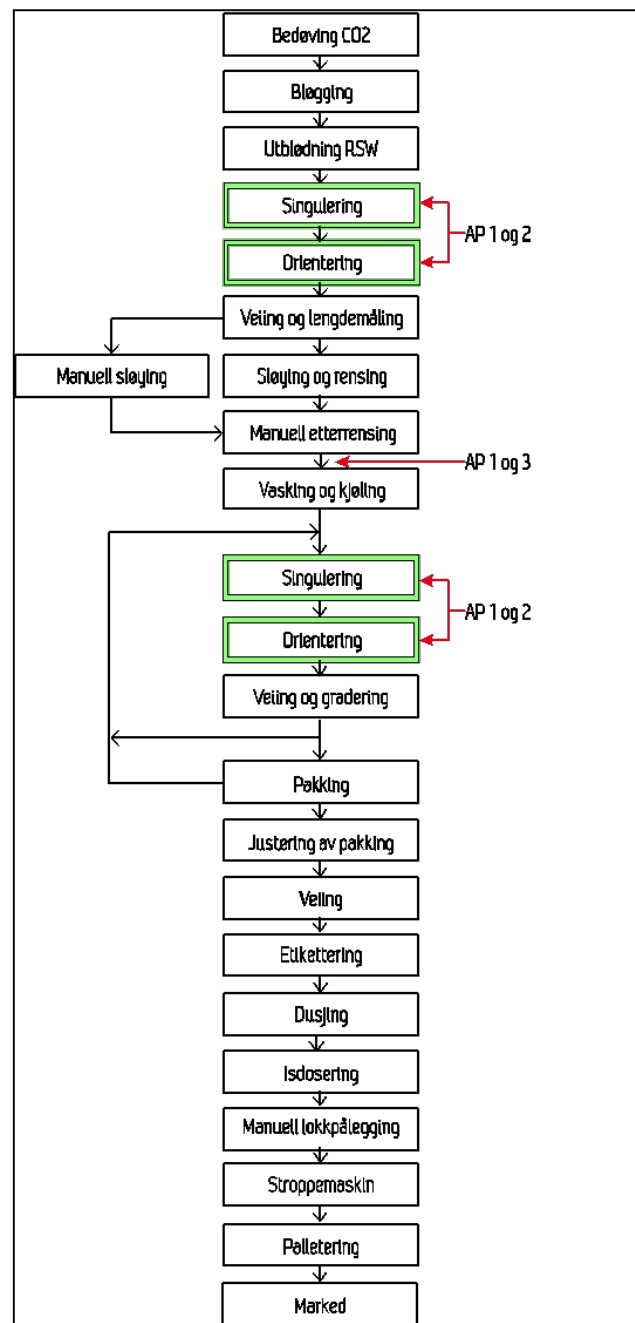 Bedøving CO2
Bløgging
Utblødning RSW
Singulering
AP 1 og 2
Orientering
Veiing og lengdemåling
Manuell sløying
Sløying og rensing
Manuell etterrensing
AP 1 og 3
Vasking og kjøling
Singulering
AP 1 og 2
Orientering
Veiing og gradering
Pakking
Justering av pakking
Veiing
Etikettering
Dusjing
Isdosering
Manuell lokkpålegging
Stroppemaskin
Palletering
Marked